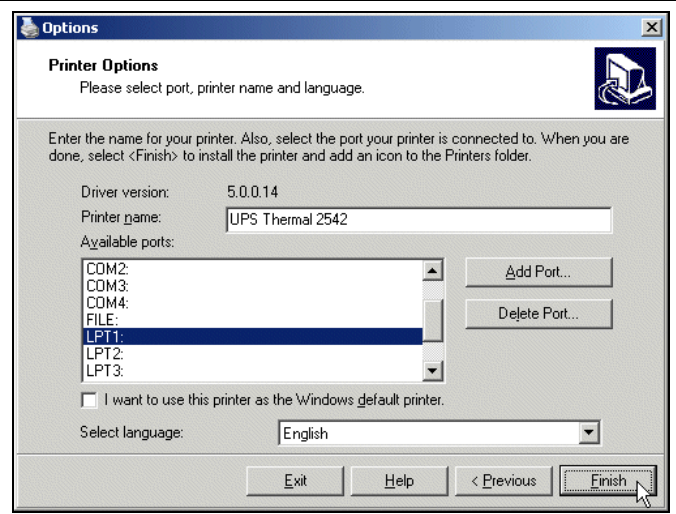 Options
Printer Options
Please select port, printer name and language.
Enter the name for your printer. Also, select the port your printer is connected to. When you are
done, select <Finish> to install the printer and add an icon to the Printers folder.
Driver version: 5.0.0.14
Printer name: UPS Thermal 2542
Available ports:
COM2:
COM3:
COM4:
FILE:
LPT1:
LPT2:
LPT3:
Add Port...
Delete Port...
I want to use this printer as the Windows default printer.
Select language: English
Exit Help < Previous Finish